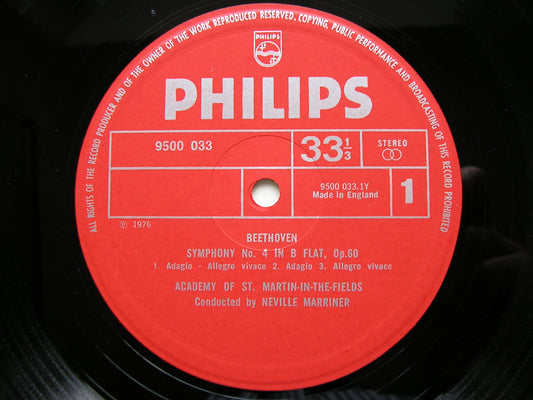 ALL RIGHTS OF THE RECORD PRODUCER AND OF THE OWNER OF THE WORK REPRODUCED RESERVED. COPYING, PUBLIC PERFORMANCE AND BROADCASTING OF THIS RECORD PROHIBITED
PHILIPS
PHILIPS
9500 033
33 1/3
STEREO
9500 033.1Y
Made in England
1
℗ 1976
BEETHOVEN
SYMPHONY No. 4 IN B FLAT, Op.60
1. Adagio - Allegro vivace 2. Adagio 3. Allegro vivace
ACADEMY OF ST. MARTIN-IN-THE-FIELDS
Conducted by NEVILLE MARRINER